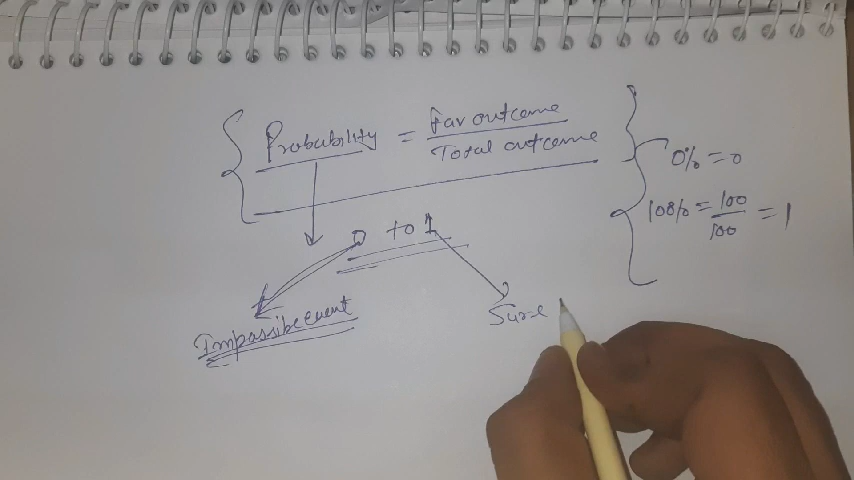 Probability = Fav outcome
Total outcome
0% = 0
100% = 100
100 = 1
0 to 1
Impossible event
Sure